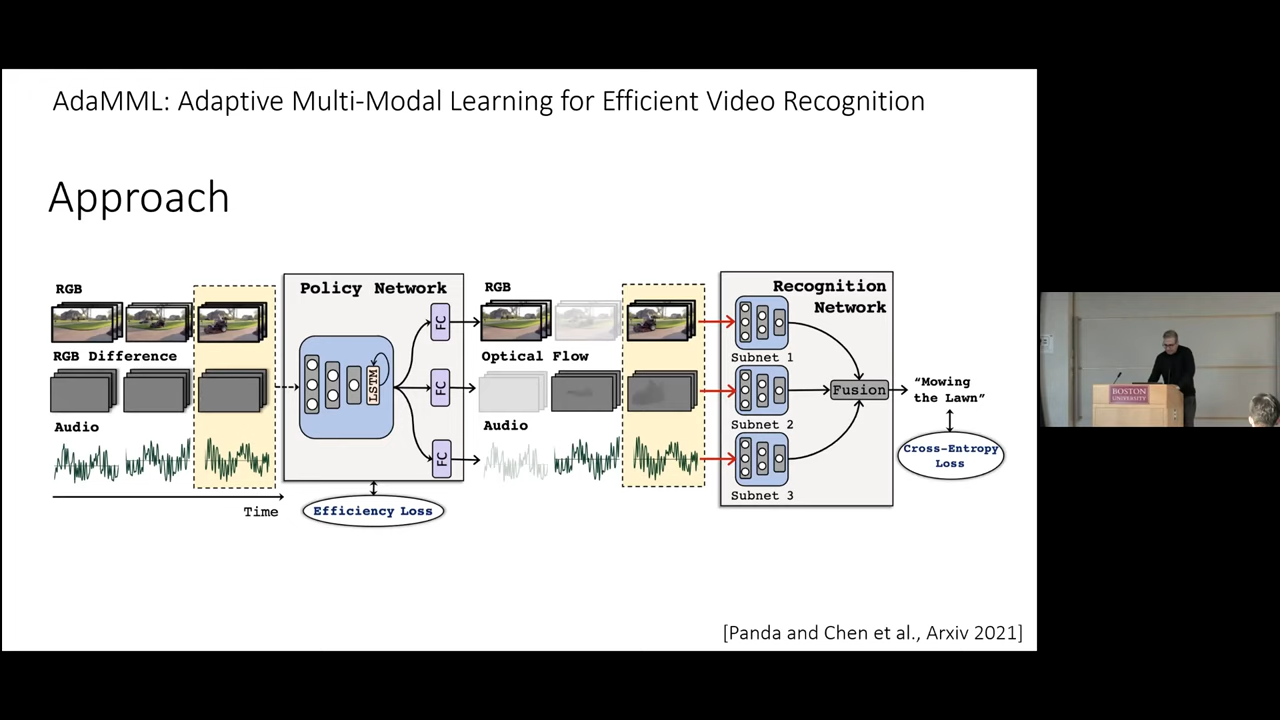 AdaMML: Adaptive Multi-Modal Learning for Efficient Video Recognition
Approach
RGB
RGB Difference
Audio
Time
Policy Network
LSTM
FC
FC
FC
Efficiency Loss
RGB
Optical Flow
Audio
Recognition
Network
Subnet 1
Subnet 2
Subnet 3
Fusion
“Mowing
the Lawn”
Cross-Entropy
Loss
[Panda and Chen et al., Arxiv 2021]
BOSTON
UNIVERSITY